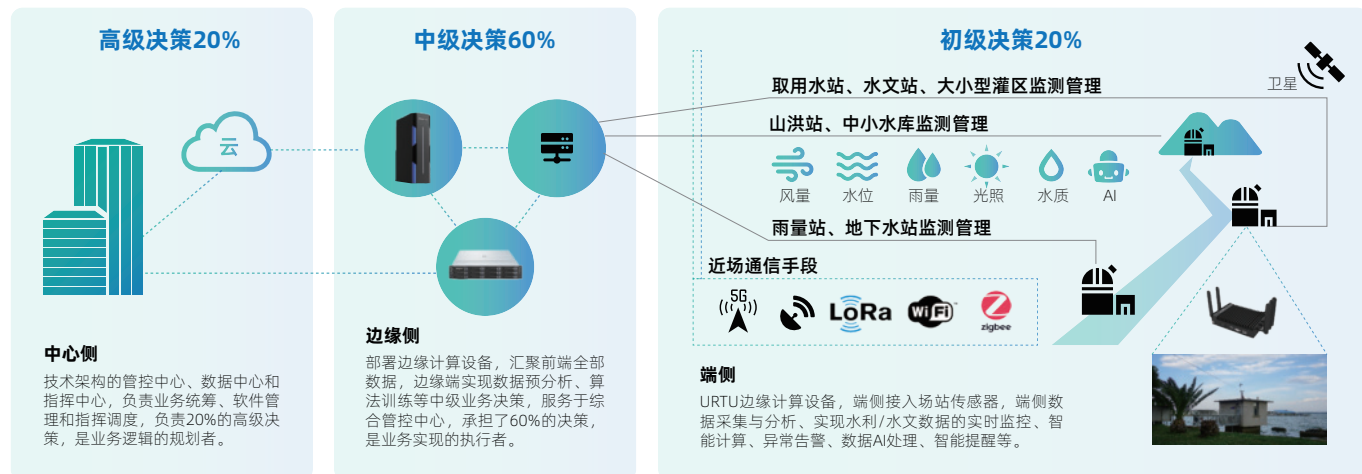 高级决策20%
云
中心侧
技术架构的管控中心、数据中心和
指挥中心，负责业务统筹、软件管
理和指挥调度，负责20%的高级决
策，是业务逻辑的规划者。
中级决策60%
边缘侧
部署边缘计算设备，汇聚前端全部
数据，边缘端实现数据预分析、算
法训练等中级业务决策，服务于综
合管控中心，承担了60%的决策，
是业务实现的执行者。
初级决策20%
卫星
取用水站、水文站、大小型灌区监测管理
山洪站、中小水库监测管理
风量 水位 雨量 光照 水质 AI
雨量站、地下水站监测管理
近场通信手段
5G LoRa WiFi zigbee
端侧
URTU边缘计算设备，端侧接入场站传感器，端侧数
据采集与分析、实现水利/水文数据的实时监控、智
能计算、异常告警、数据AI处理、智能提醒等。